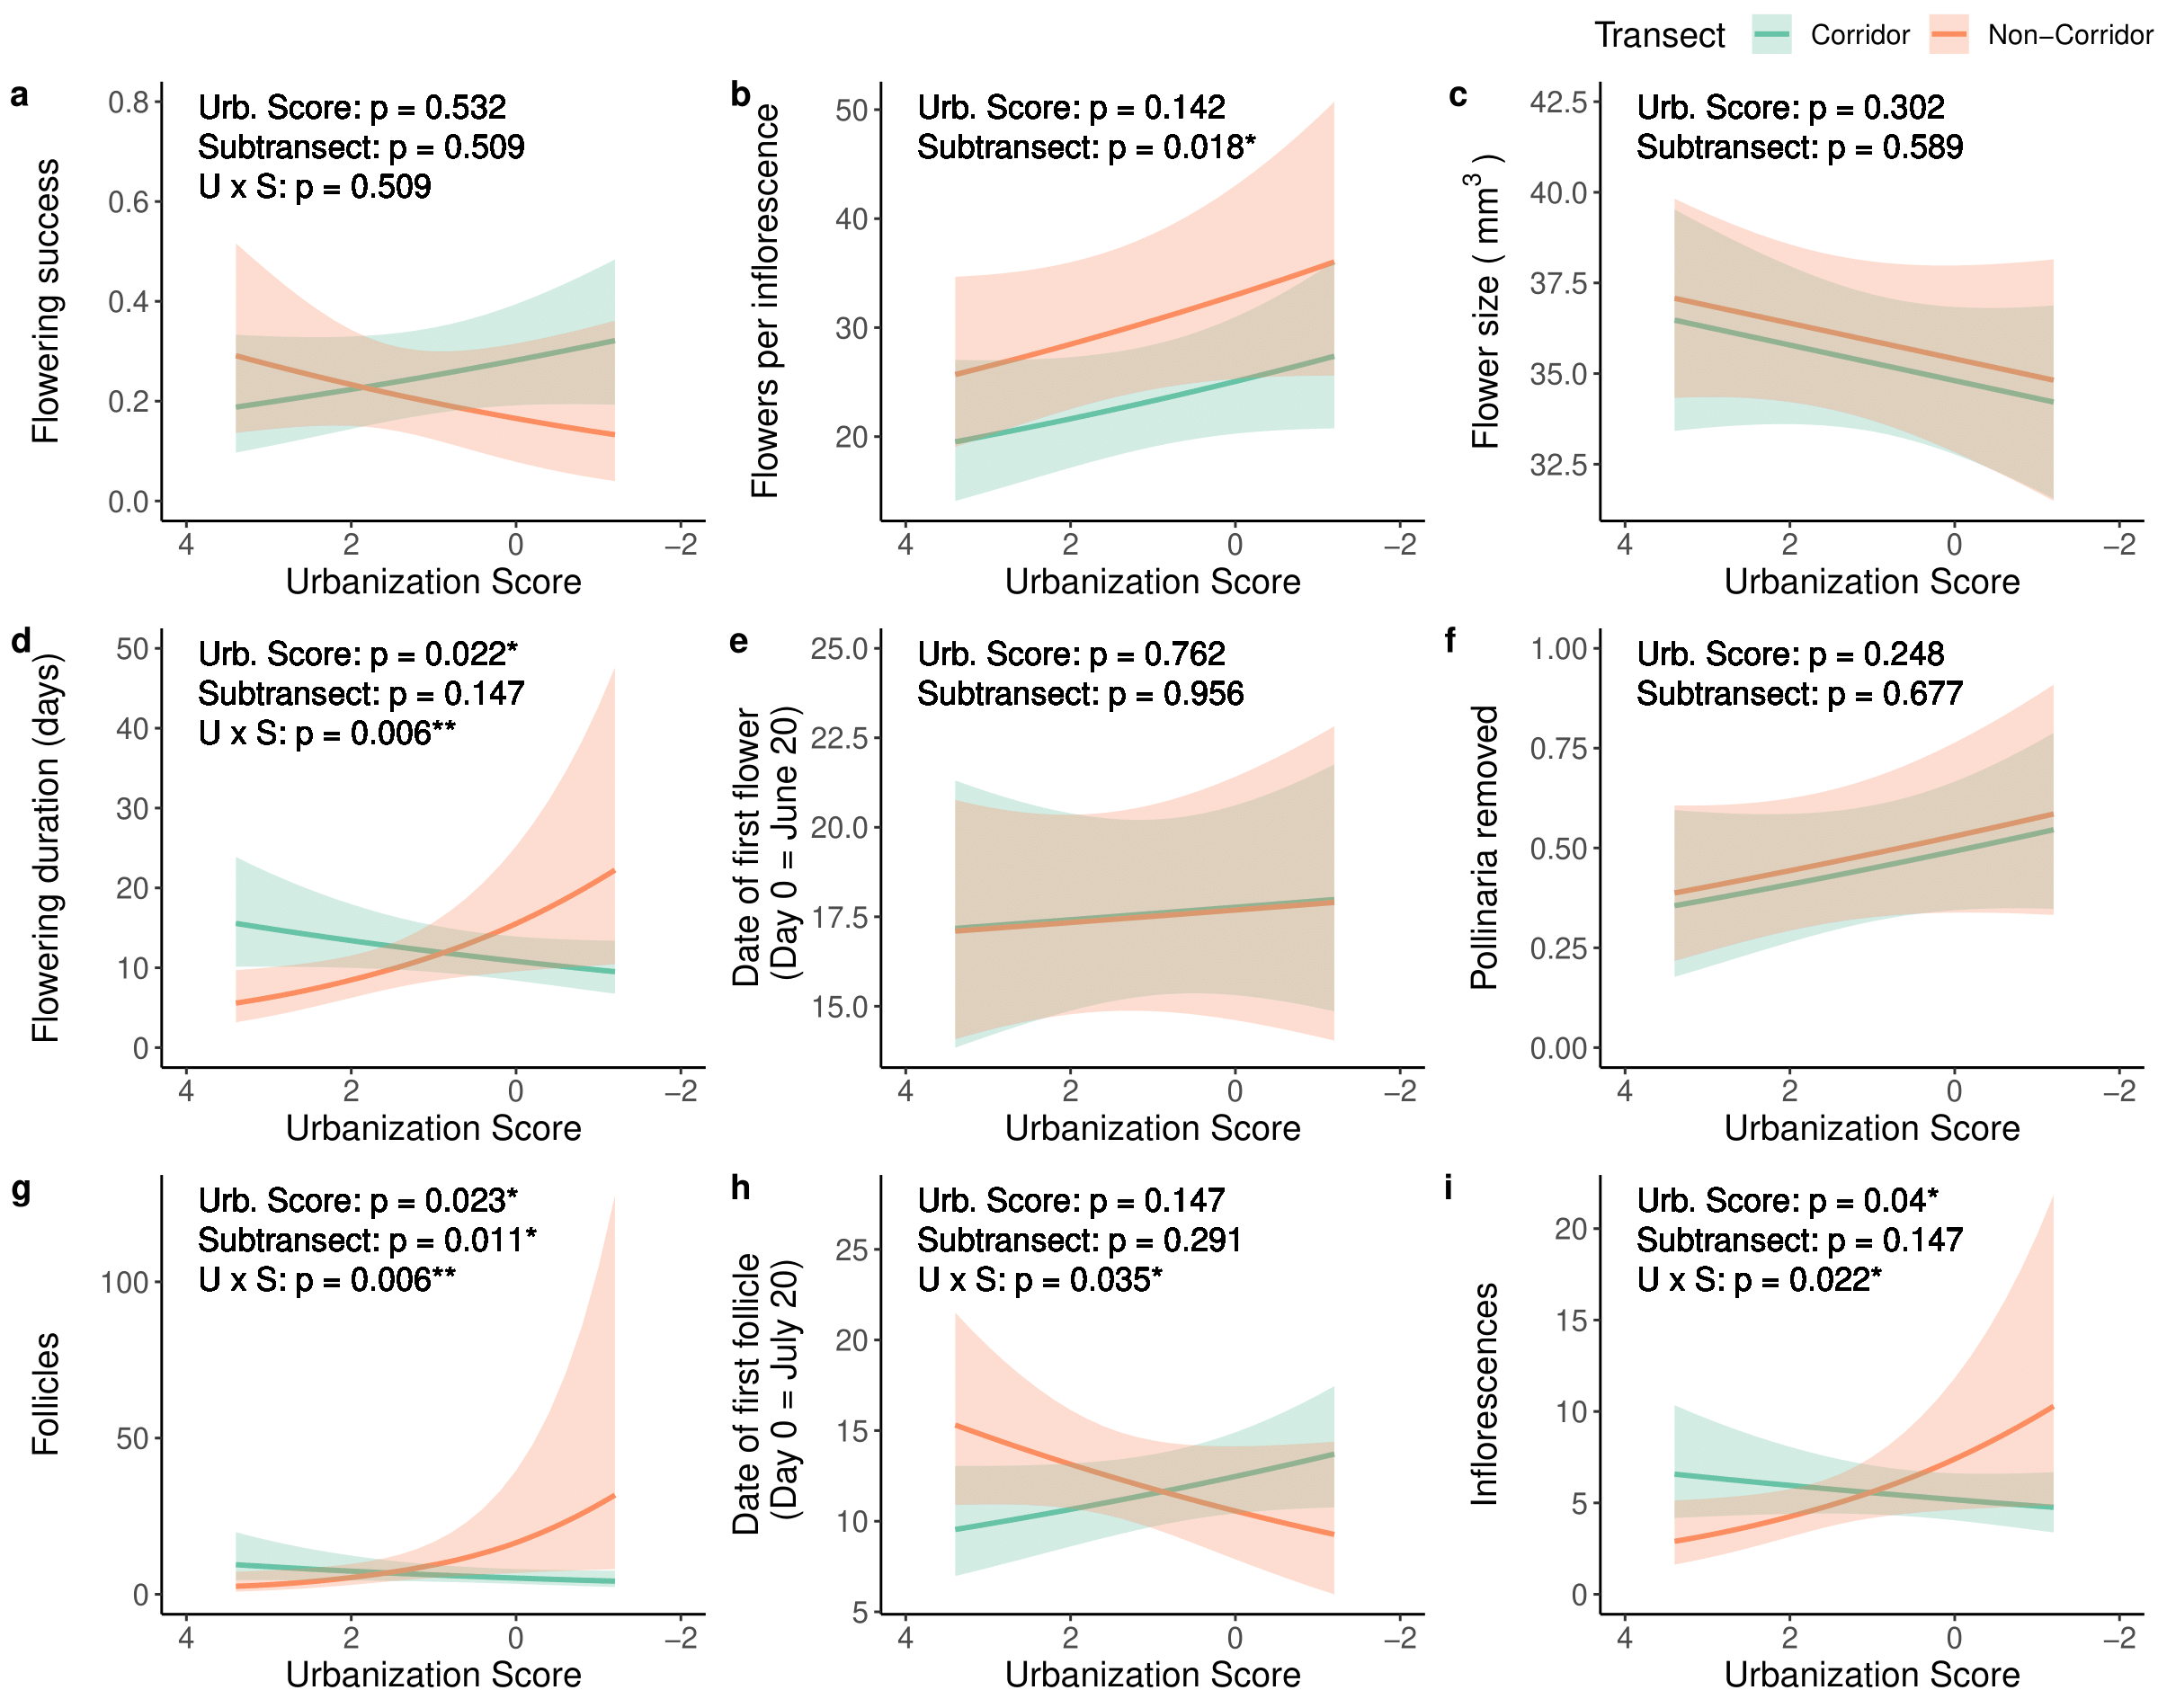 Transect Corridor Non−Corridor
a
Urb. Score: p = 0.532
Subtransect: p = 0.509
U x S: p = 0.509
Flowering success
0.8
0.6
0.4
0.2
0.0
4 2 0 −2
Urbanization Score
b
Urb. Score: p = 0.142
Subtransect: p = 0.018*
Flowers per inflorescence
50
40
30
20
4 2 0 −2
Urbanization Score
c
Urb. Score: p = 0.302
Subtransect: p = 0.589
Flower size ( mm³ )
42.5
40.0
37.5
35.0
32.5
4 2 0 −2
Urbanization Score
d
Urb. Score: p = 0.022*
Subtransect: p = 0.147
U x S: p = 0.006**
Flowering duration (days)
50
40
30
20
10
0
4 2 0 −2
Urbanization Score
e
Urb. Score: p = 0.762
Subtransect: p = 0.956
Date of first flower
(Day 0 = June 20)
25.0
22.5
20.0
17.5
15.0
4 2 0 −2
Urbanization Score
f
Urb. Score: p = 0.248
Subtransect: p = 0.677
Pollinaria removed
1.00
0.75
0.50
0.25
0.00
4 2 0 −2
Urbanization Score
g
Urb. Score: p = 0.023*
Subtransect: p = 0.011*
U x S: p = 0.006**
Follicles
100
50
0
4 2 0 −2
Urbanization Score
h
Urb. Score: p = 0.147
Subtransect: p = 0.291
U x S: p = 0.035*
Date of first follicle
(Day 0 = July 20)
25
20
15
10
5
4 2 0 −2
Urbanization Score
i
Urb. Score: p = 0.04*
Subtransect: p = 0.147
U x S: p = 0.022*
Inflorescences
20
15
10
5
0
4 2 0 −2
Urbanization Score